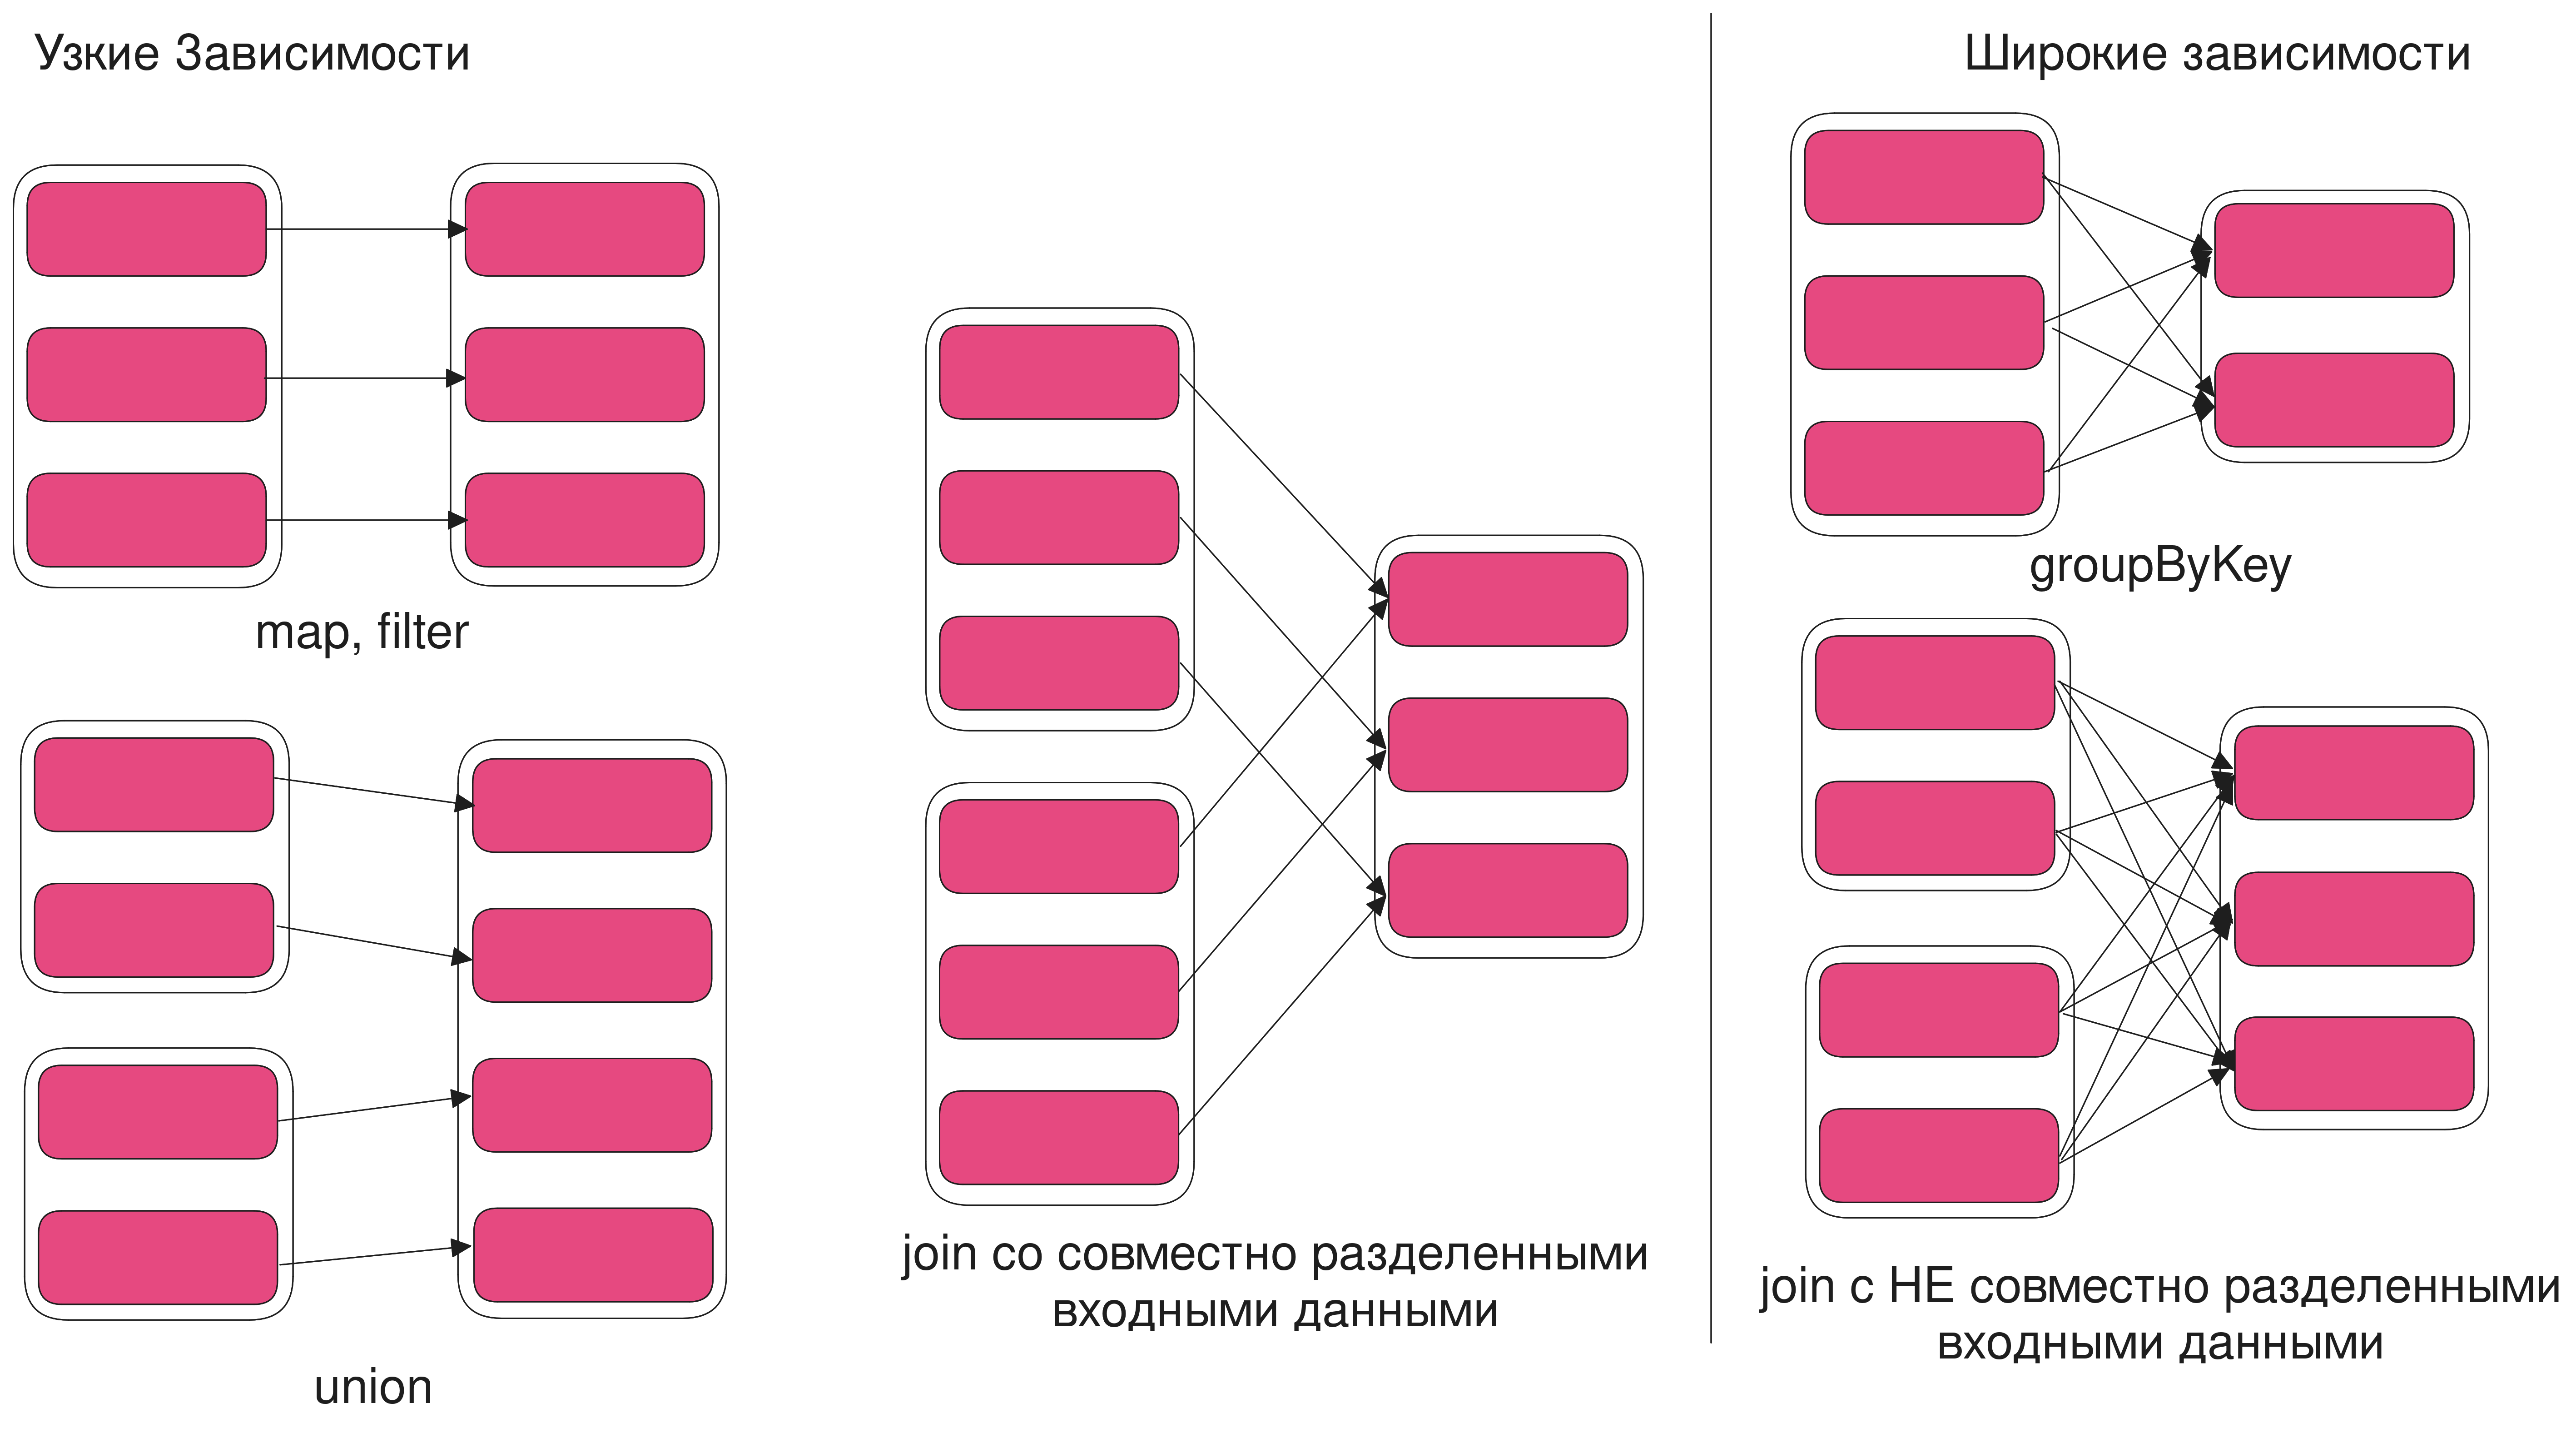 Узкие Зависимости
Широкие зависимости
map, filter
groupByKey
union
join со совместно разделенными
входными данными
join с НЕ совместно разделенными
входными данными